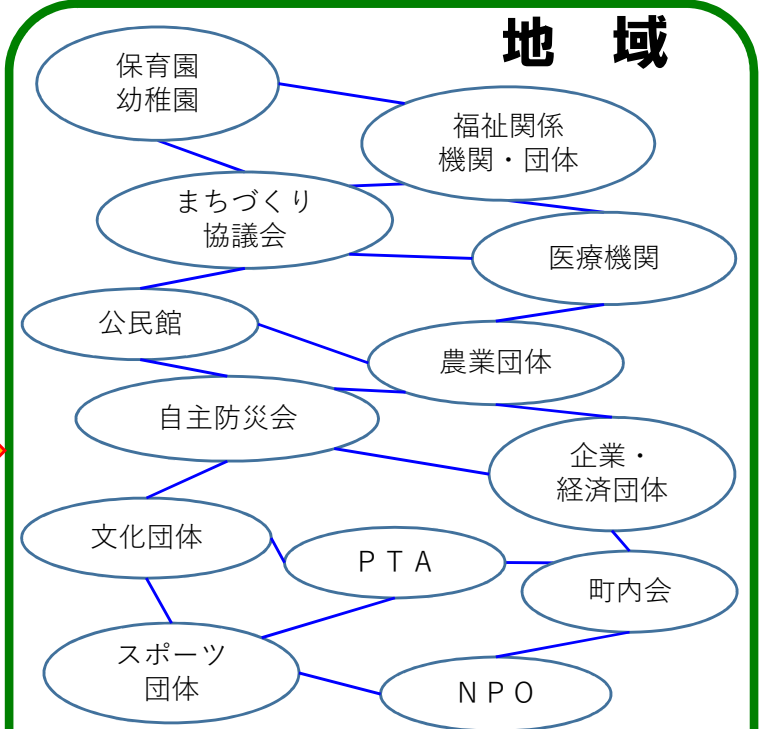 地　域
保育園
幼稚園
福祉関係
機関・団体
まちづくり
協議会
医療機関
公民館
農業団体
自主防災会
企業・
経済団体
文化団体
ＰＴＡ
町内会
スポーツ
団体
ＮＰＯ